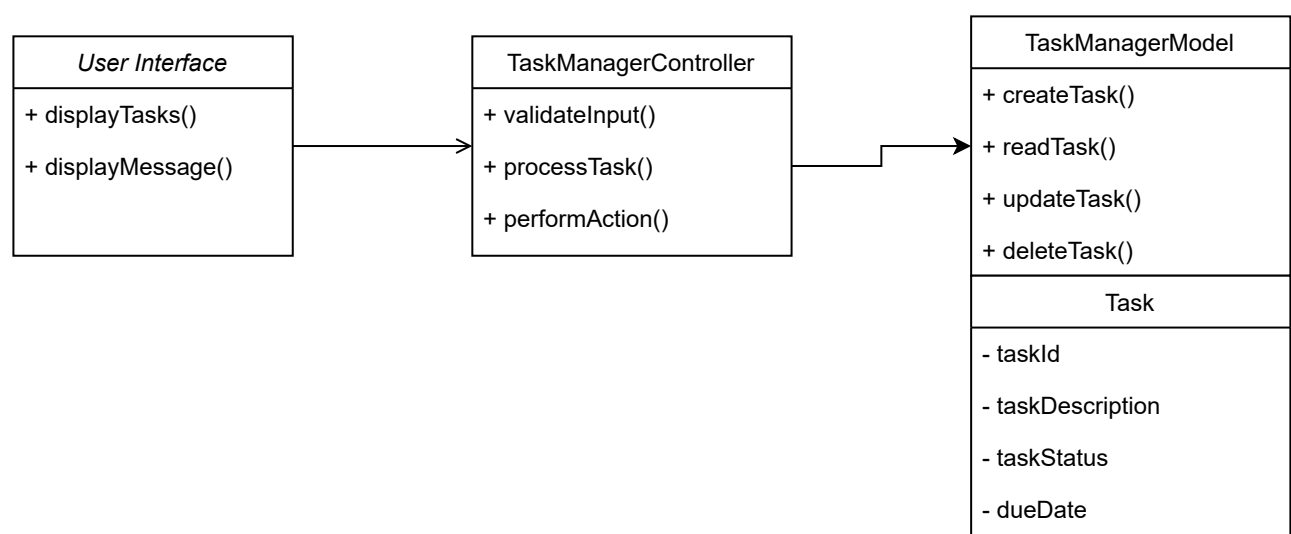 User Interface
+ displayTasks()
+ displayMessage()
TaskManagerController
+ validateInput()
+ processTask()
+ performAction()
TaskManagerModel
+ createTask()
+ readTask()
+ updateTask()
+ deleteTask()
Task
- taskId
- taskDescription
- taskStatus
- dueDate